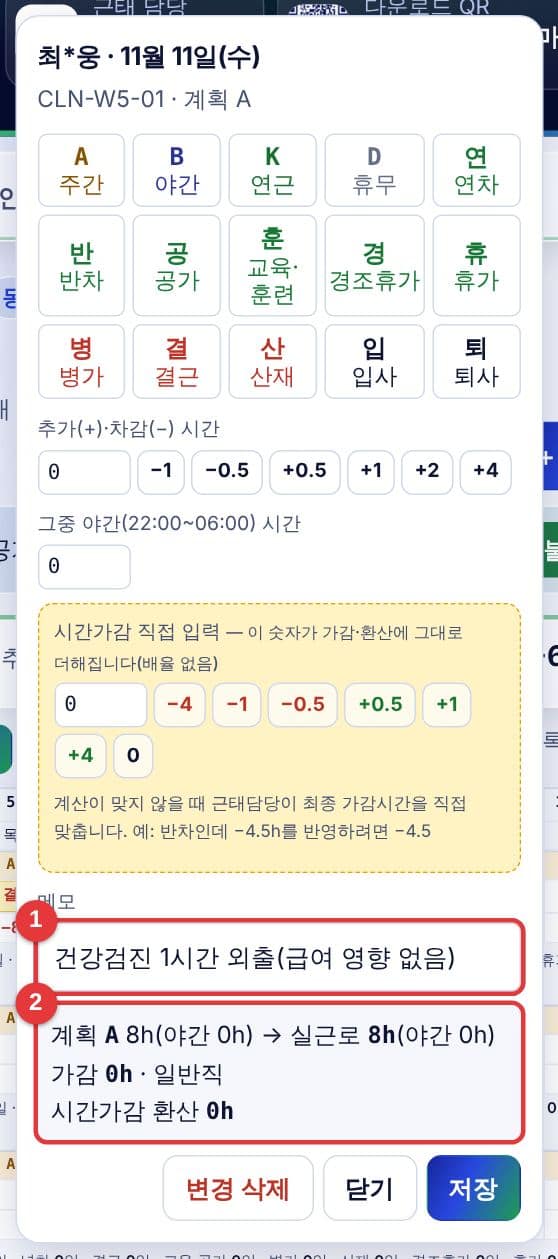 근태 담당
다운로드 QR
최*웅 · 11월 11일(수)
CLN-W5-01 · 계획 A
A B K D 연
주간 야간 연근 휴무 연차
반 공 훈 경 휴
반차 공가 교육·훈련 경조휴가 휴가
병 결 산 입 퇴
병가 결근 산재 입사 퇴사
추가(+)·차감(−) 시간
0 −1 −0.5 +0.5 +1 +2 +4
그중 야간(22:00~06:00) 시간
0
시간가감 직접 입력 — 이 숫자가 가감·환산에 그대로
더해집니다(배율 없음)
0 −4 −1 −0.5 +0.5 +1
+4 0
계산이 맞지 않을 때 근태담당이 최종 가감시간을 직접
맞춥니다. 예: 반차인데 −4.5h를 반영하려면 −4.5
메모
1
건강검진 1시간 외출(급여 영향 없음)
2
계획 A 8h(야간 0h) → 실근로 8h(야간 0h)
가감 0h · 일반직
시간가감 환산 0h
변경 삭제 닫기 저장